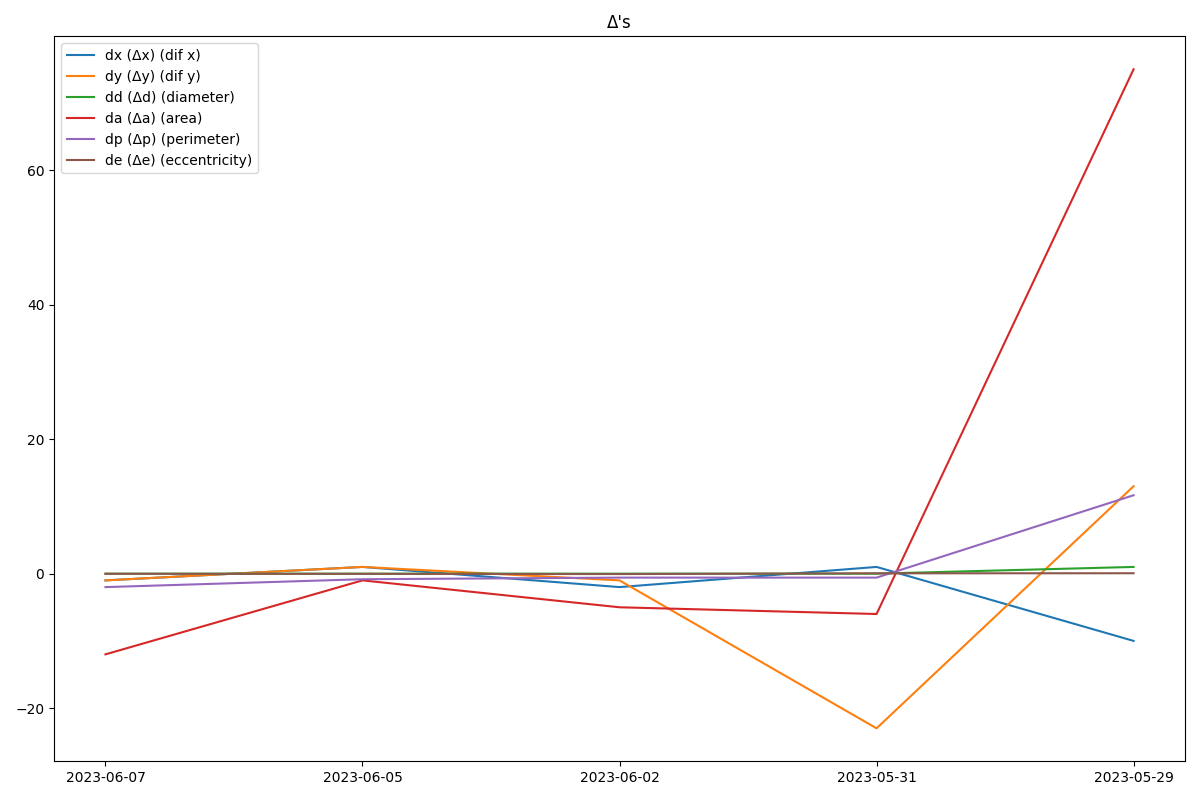 Δ's
dx (Δx) (dif x)
dy (Δy) (dif y)
dd (Δd) (diameter)
da (Δa) (area)
dp (Δp) (perimeter)
de (Δe) (eccentricity)
60
40
20
0
−20
2023-06-07 2023-06-05 2023-06-02 2023-05-31 2023-05-29